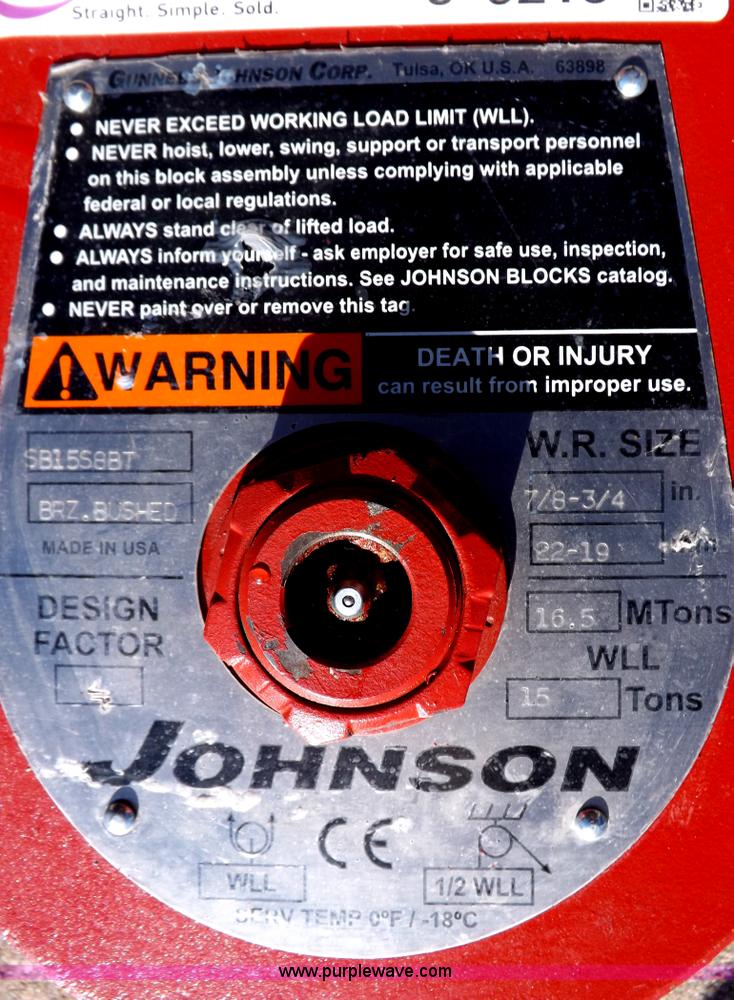 Straight. Simple. Sold.
JOHNSON CORP. Tulsa, OK U.S.A. 63898
• NEVER EXCEED WORKING LOAD LIMIT (WLL).
• NEVER hoist, lower, swing, support or transport personnel
on this block assembly unless complying with applicable
federal or local regulations.
• ALWAYS stand clear of lifted load.
• ALWAYS inform yourself - ask employer for safe use, inspection,
and maintenance instructions. See JOHNSON BLOCKS catalog.
• NEVER paint over or remove this tag
WARNING
DEATH OR INJURY
can result from improper use.
SB15S8BT
BRZ.BUSHED
MADE IN USA
DESIGN
FACTOR
4
W.R. SIZE
7/8-3/4 in.
22-19
16.5 MTons
WLL
15 Tons
JOHNSON
CE
WLL
1/2 WLL
SERV TEMP 0ºF / -18ºC
www.purplewave.com